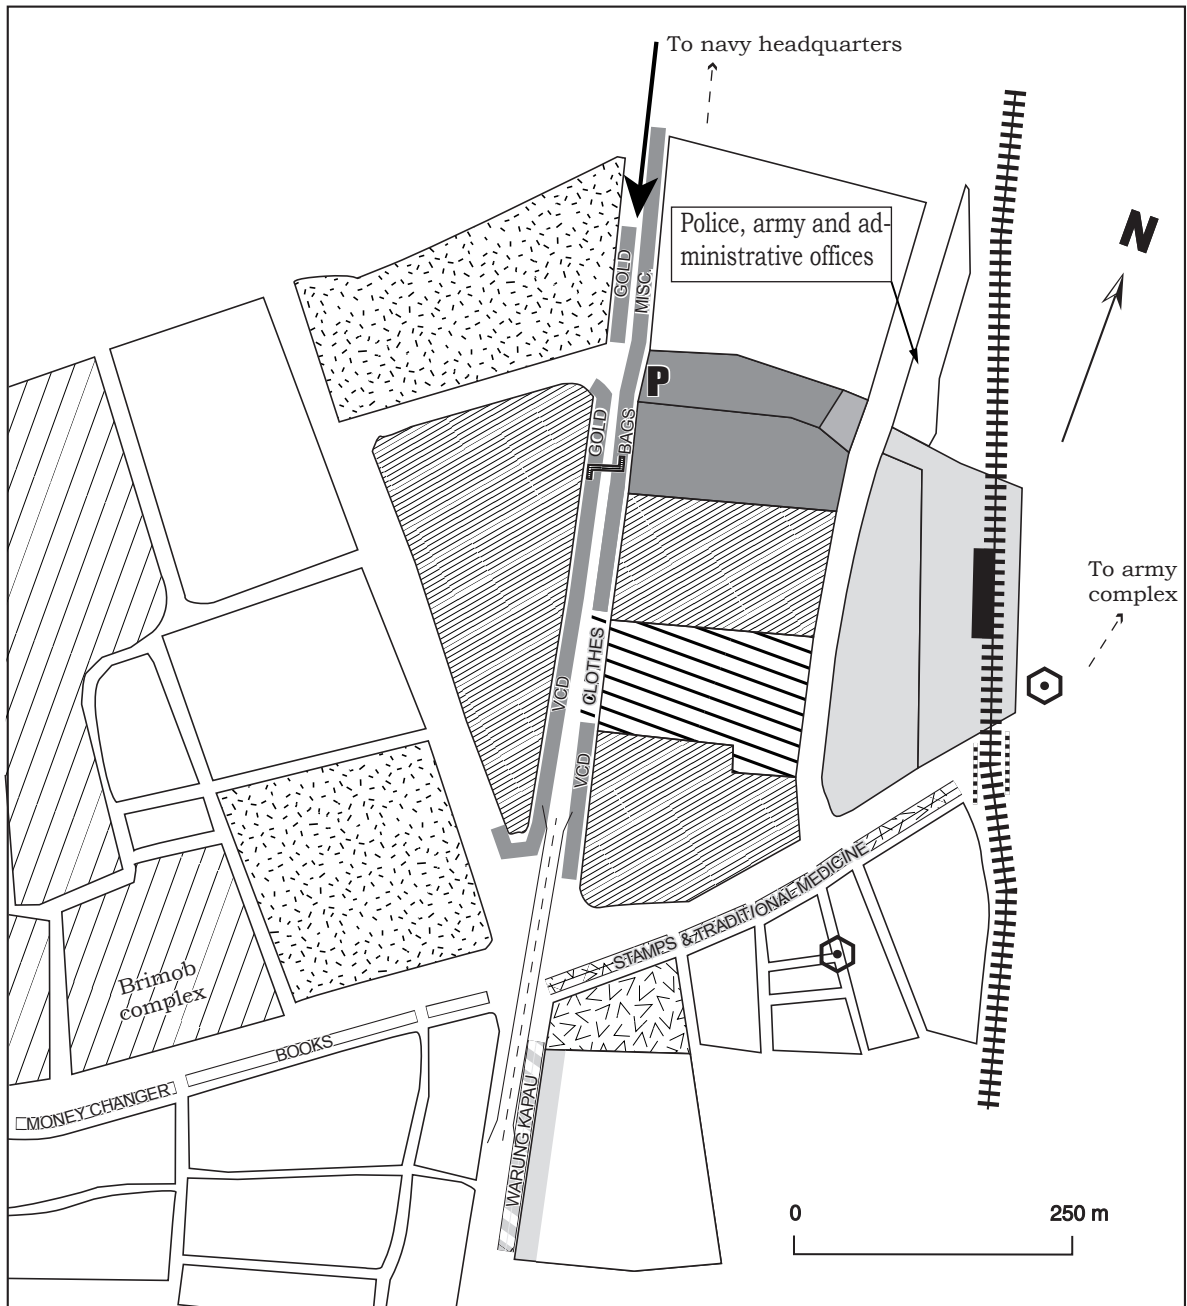 To navy headquarters
Police, army and ad-
ministrative offices
N
GOLD
MISC.
P
GOLD
BAGS
To army
complex
CLOTHES
VCD
VCD
STAMPS & TRADITIONAL MEDICINE
Brimob
complex
BOOKS
MONEY CHANGER
WARUNG KAPAU
0
250 m